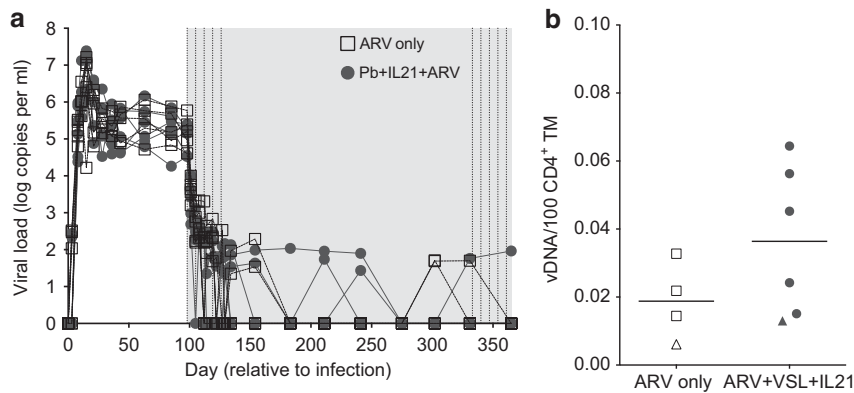 a
8
7
6
5
4
3
2
1
0
Viral load (log copies per ml)
ARV only
Pb+IL21+ARV
0 50 100 150 200 250 300 350
Day (relative to infection)
b
0.10
0.08
0.06
0.04
0.02
0.00
vDNA/100 CD4⁺ TM
ARV only ARV+VSL+IL21